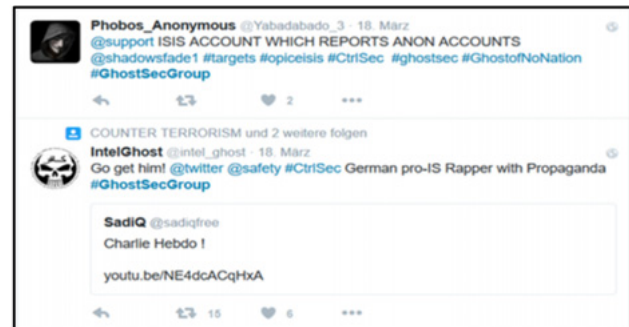 Phobos_Anonymous @Yabadabado_3 · 18. März
@support ISIS ACCOUNT WHICH REPORTS ANON ACCOUNTS
@shadowsfade1 #targets #opiceisis #CtrlSec #ghostsec #GhostofNoNation
#GhostSecGroup
2
COUNTER TERRORISM und 2 weitere folgen
IntelGhost @intel_ghost · 18. März
Go get him! @twitter @safety #CtrlSec German pro-IS Rapper with Propaganda
#GhostSecGroup
SadiQ @sadiqfree
Charlie Hebdo !
youtu.be/NE4dcACqHxA
15 6